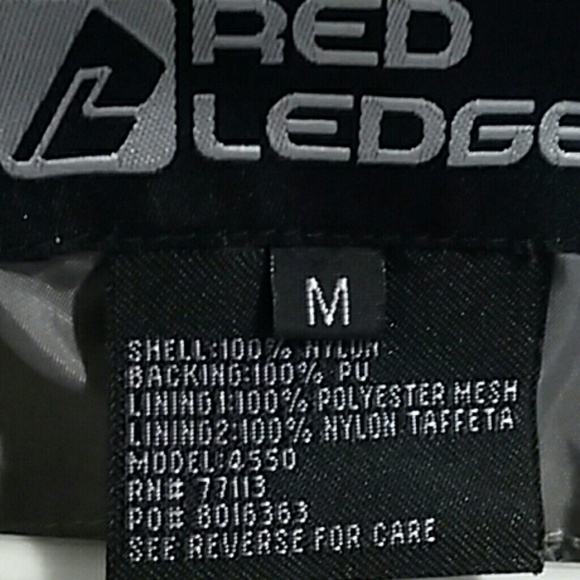 RED
LEDGE
M
SHELL:100% NYLON
BACKING:100% PU
LINING1:100% POLYESTER MESH
LINING2:100% NYLON TAFFETA
MODEL:4550
RN# 77113
PO# 8016363
SEE REVERSE FOR CARE